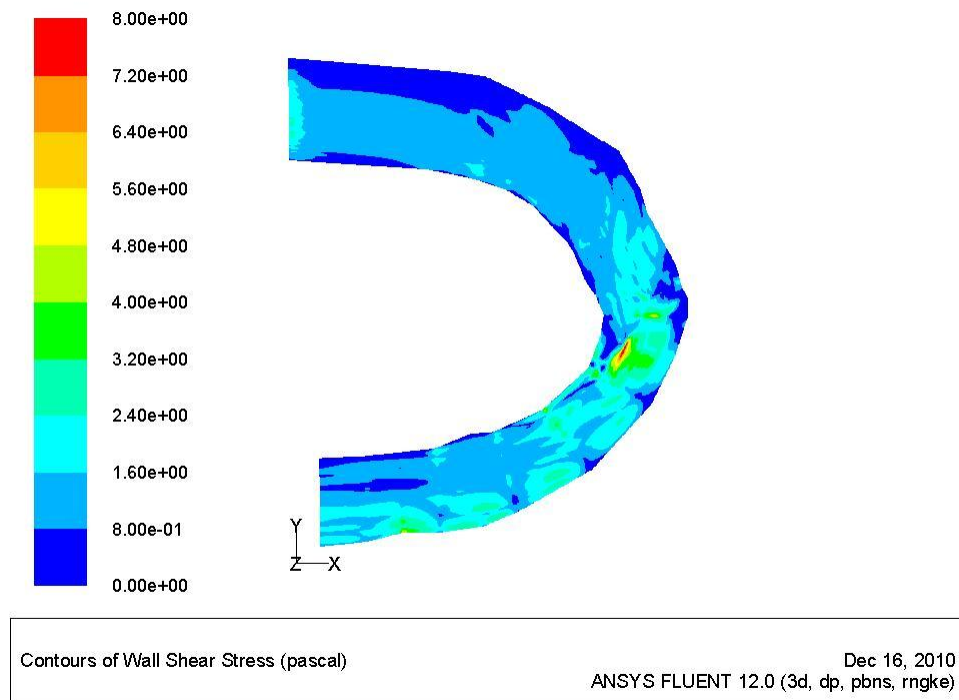 8.00e+00
7.20e+00
6.40e+00
5.60e+00
4.80e+00
4.00e+00
3.20e+00
2.40e+00
1.60e+00
8.00e-01
0.00e+00
Y
Z X
Contours of Wall Shear Stress (pascal)
Dec 16, 2010
ANSYS FLUENT 12.0 (3d, dp, pbns, rngke)